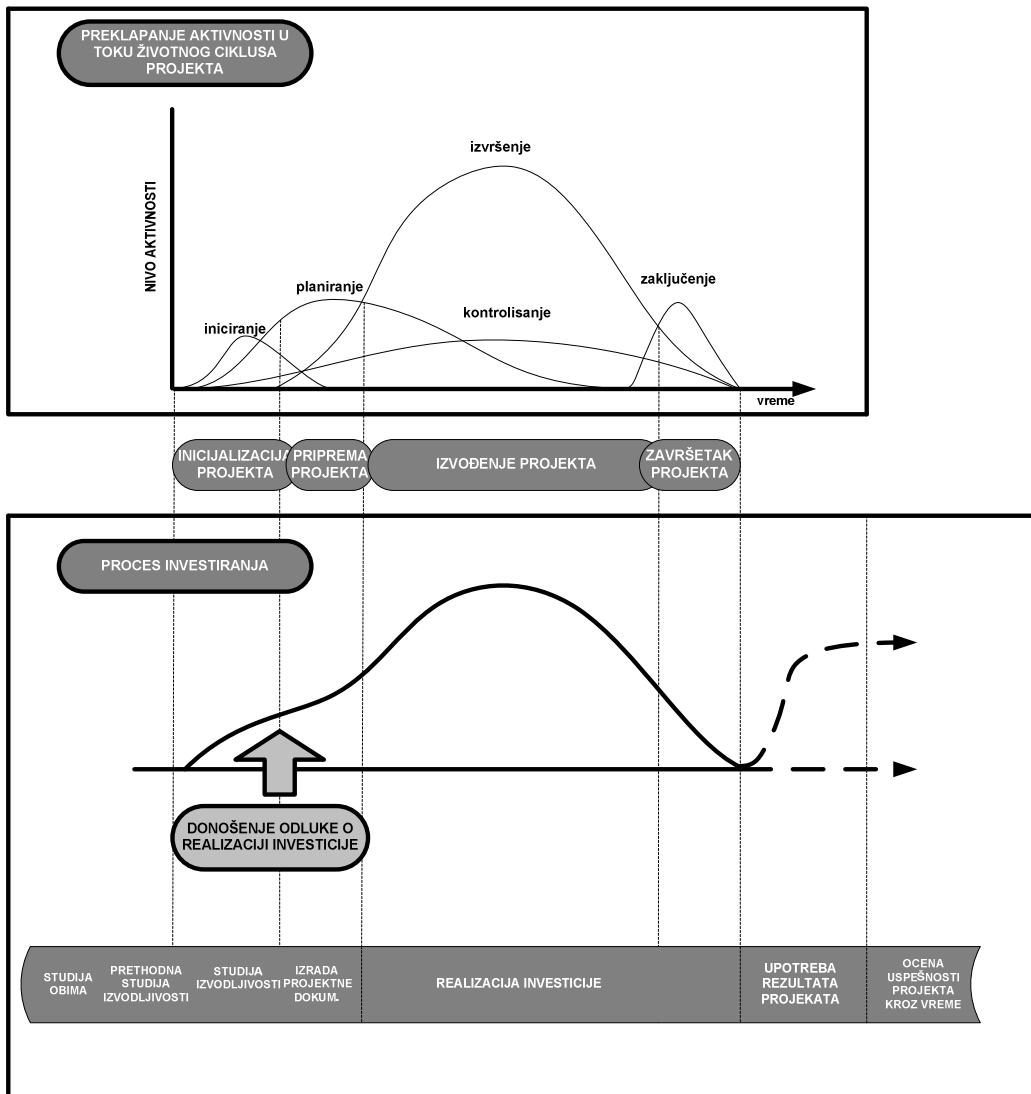 PREKLAPANJE AKTIVNOSTI U
TOKU ŽIVOTNOG CIKLUSA
PROJEKTA
NIVO AKTIVNOSTI
izvršenje
planiranje
zaključenje
kontrolisanje
iniciranje
vreme
INICIJALIZACIJA
PROJEKTA
PRIPREMA
PROJEKTA
IZVOĐENJE PROJEKTA
ZAVRŠETAK
PROJEKTA
PROCES INVESTIRANJA
DONOŠENJE ODLUKE O
REALIZACIJI INVESTICIJE
STUDIJA
OBIMA
PRETHODNA
STUDIJA
IZVODLJIVOSTI
STUDIJA
IZVODLJIVOSTI
IZRADA
PROJEKTNE
DOKUM.
REALIZACIJA INVESTICIJE
UPOTREBA
REZULTATA
PROJEKATA
OCENA
USPEŠNOSTI
PROJEKTA
KROZ VREME